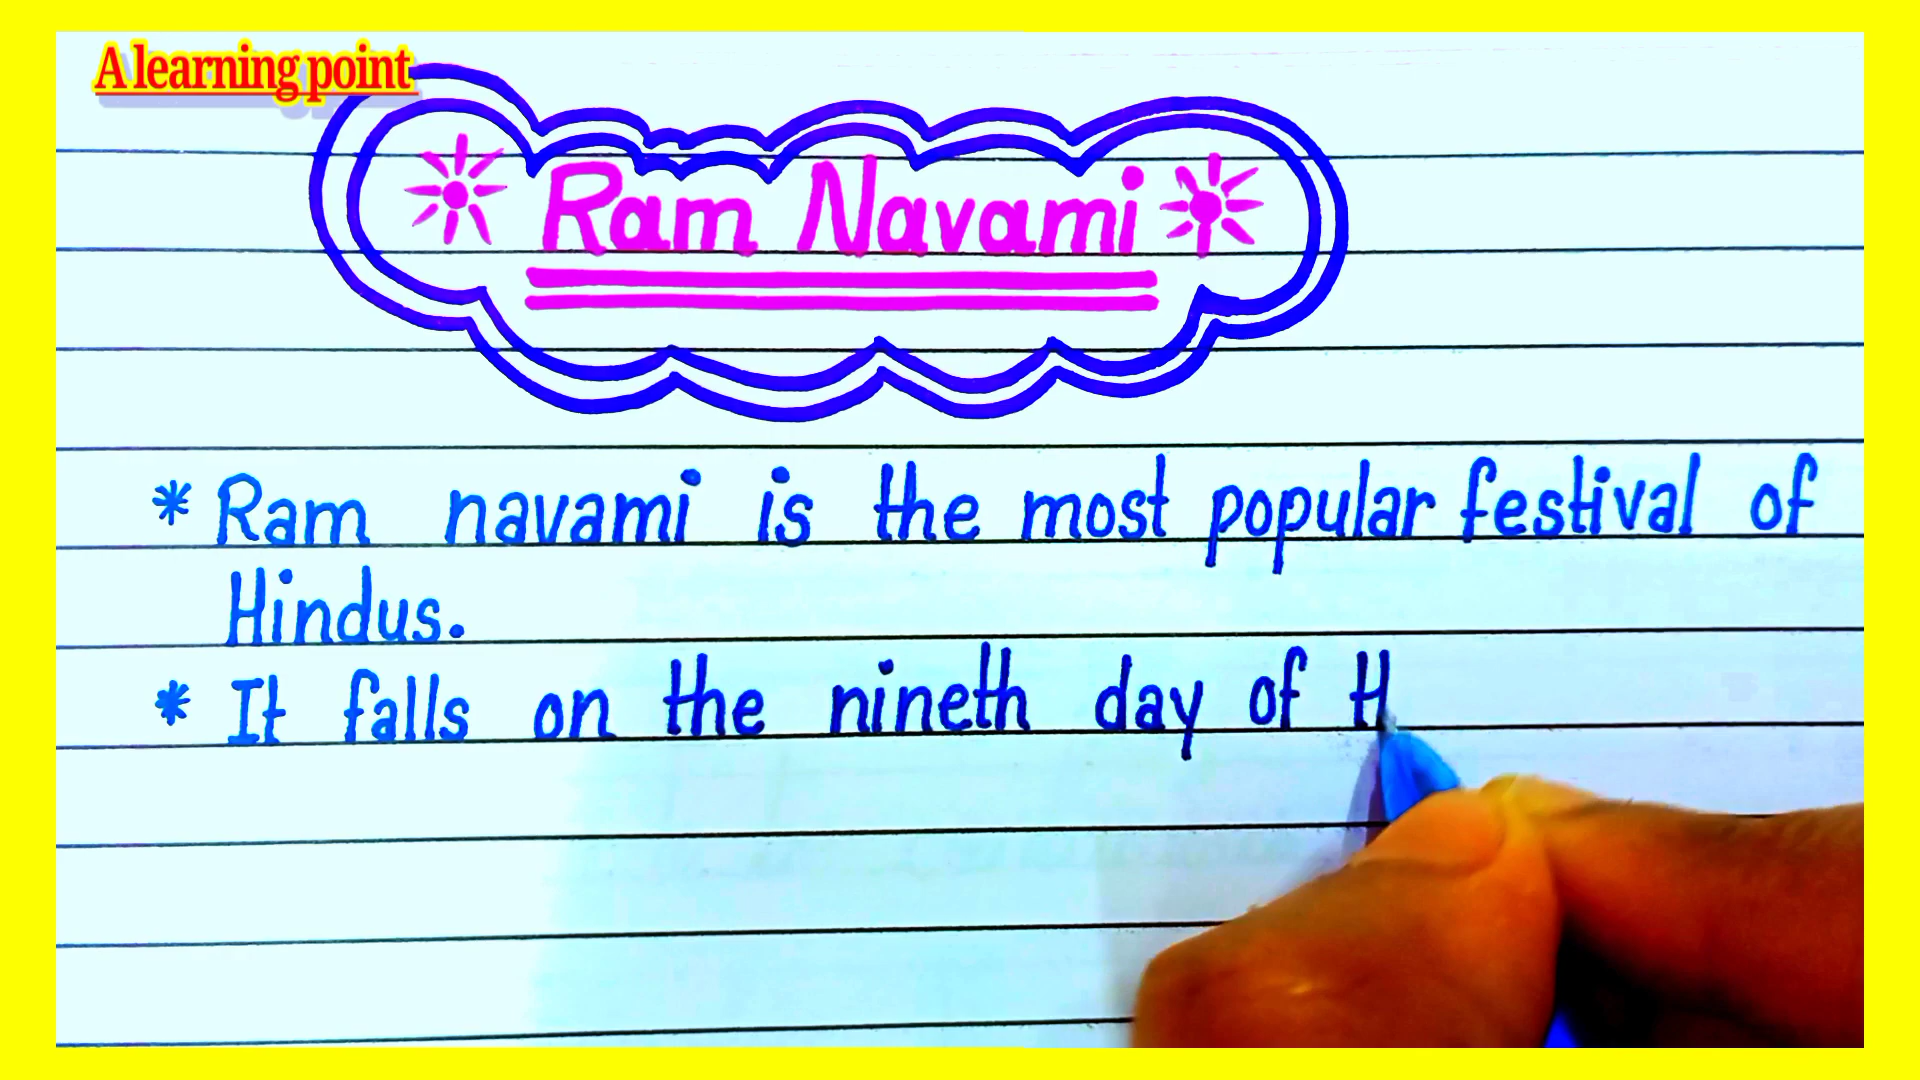 A learning point
Ram Navami
* Ram navami is the most popular festival of
Hindus.
* It falls on the nineth day of H